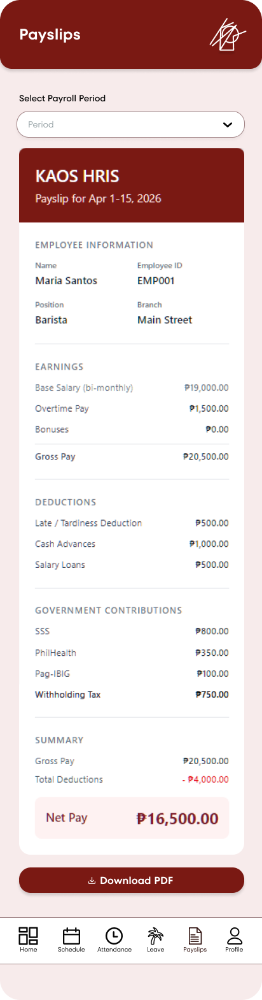 Payslips
Select Payroll Period
Period
KAOS HRIS
Payslip for Apr 1-15, 2026
EMPLOYEE INFORMATION
Name Employee ID
Maria Santos EMP001
Position Branch
Barista Main Street
EARNINGS
Base Salary (bi-monthly) ₱19,000.00
Overtime Pay ₱1,500.00
Bonuses ₱0.00
Gross Pay ₱20,500.00
DEDUCTIONS
Late / Tardiness Deduction ₱500.00
Cash Advances ₱1,000.00
Salary Loans ₱500.00
GOVERNMENT CONTRIBUTIONS
SSS ₱800.00
PhilHealth ₱350.00
Pag-IBIG ₱100.00
Withholding Tax ₱750.00
SUMMARY
Gross Pay ₱20,500.00
Total Deductions - ₱4,000.00
Net Pay ₱16,500.00
Download PDF
Home Schedule Attendance Leave Payslips Profile